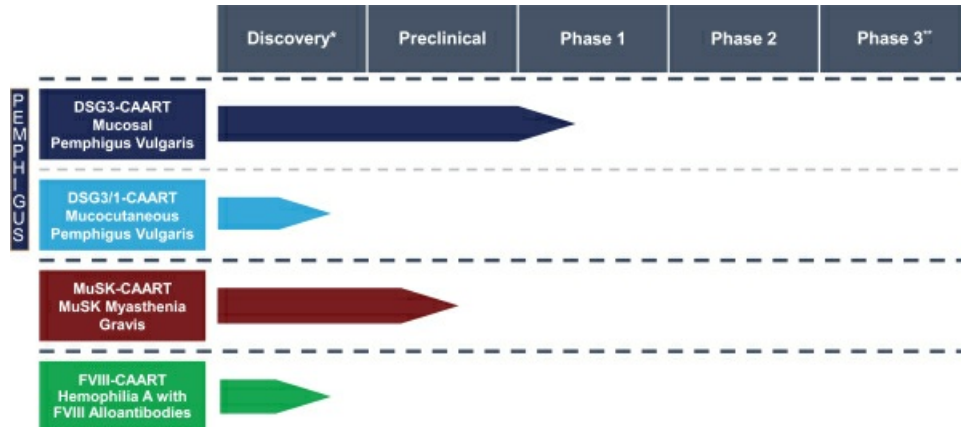 Discovery* Preclinical Phase 1 Phase 2 Phase 3**
PEMPHIGUS
DSG3-CAART
Mucosal
Pemphigus Vulgaris
DSG3/1-CAART
Mucocutaneous
Pemphigus Vulgaris
MuSK-CAART
MuSK Myasthenia
Gravis
FVIII-CAART
Hemophilia A with
FVIII Alloantibodies